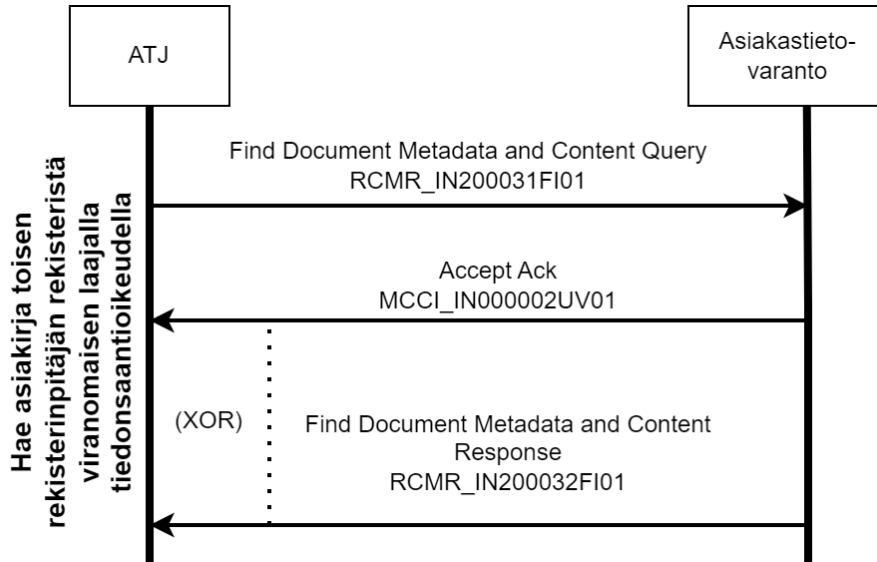 ATJ
Asiakastieto-
varanto
Find Document Metadata and Content Query
RCMR_IN200031FI01
Accept Ack
MCCI_IN000002UV01
Hae asiakirja toisen
rekisterinpitäjän rekisteristä
viranomaisen laajalla
tiedonsaantioikeudella
(XOR)
Find Document Metadata and Content
Response
RCMR_IN200032FI01